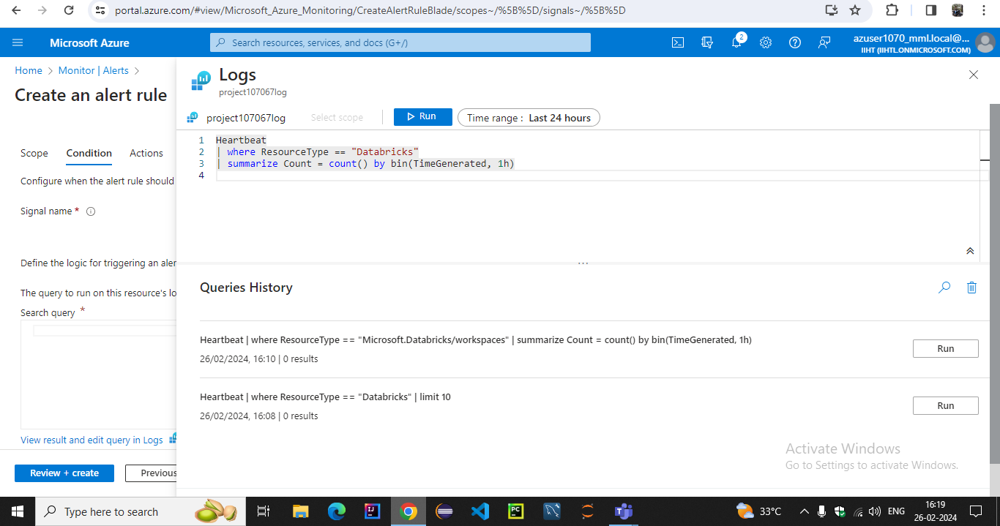 portal.azure.com/#view/Microsoft_Azure_Monitoring/CreateAlertRuleBlade/scopes~/%5B%5D/signals~/%5B%5D
Microsoft Azure
Search resources, services, and docs (G+/)
2
azuser1070_mml.local@...
IIHT (IIHTL.ONMICROSOFT.COM)
Home > Monitor | Alerts >
Create an alert rule
Scope Condition Actions
Configure when the alert rule should
Signal name *
Define the logic for triggering an aler
The query to run on this resource's lo
Search query *
View result and edit query in Logs
Review + create
Previous
Logs
project107067log
project107067log
Select scope
Run
Time range : Last 24 hours
1 Heartbeat
2 | where ResourceType == "Databricks"
3 | summarize Count = count() by bin(TimeGenerated, 1h)
4
...
Queries History
Heartbeat | where ResourceType == "Microsoft.Databricks/workspaces" | summarize Count = count() by bin(TimeGenerated, 1h)
26/02/2024, 16:10 | 0 results
Run
Heartbeat | where ResourceType == "Databricks" | limit 10
26/02/2024, 16:08 | 0 results
Run
Activate Windows
Go to Settings to activate Windows.
Type here to search
33°C
ENG
16:19
26-02-2024